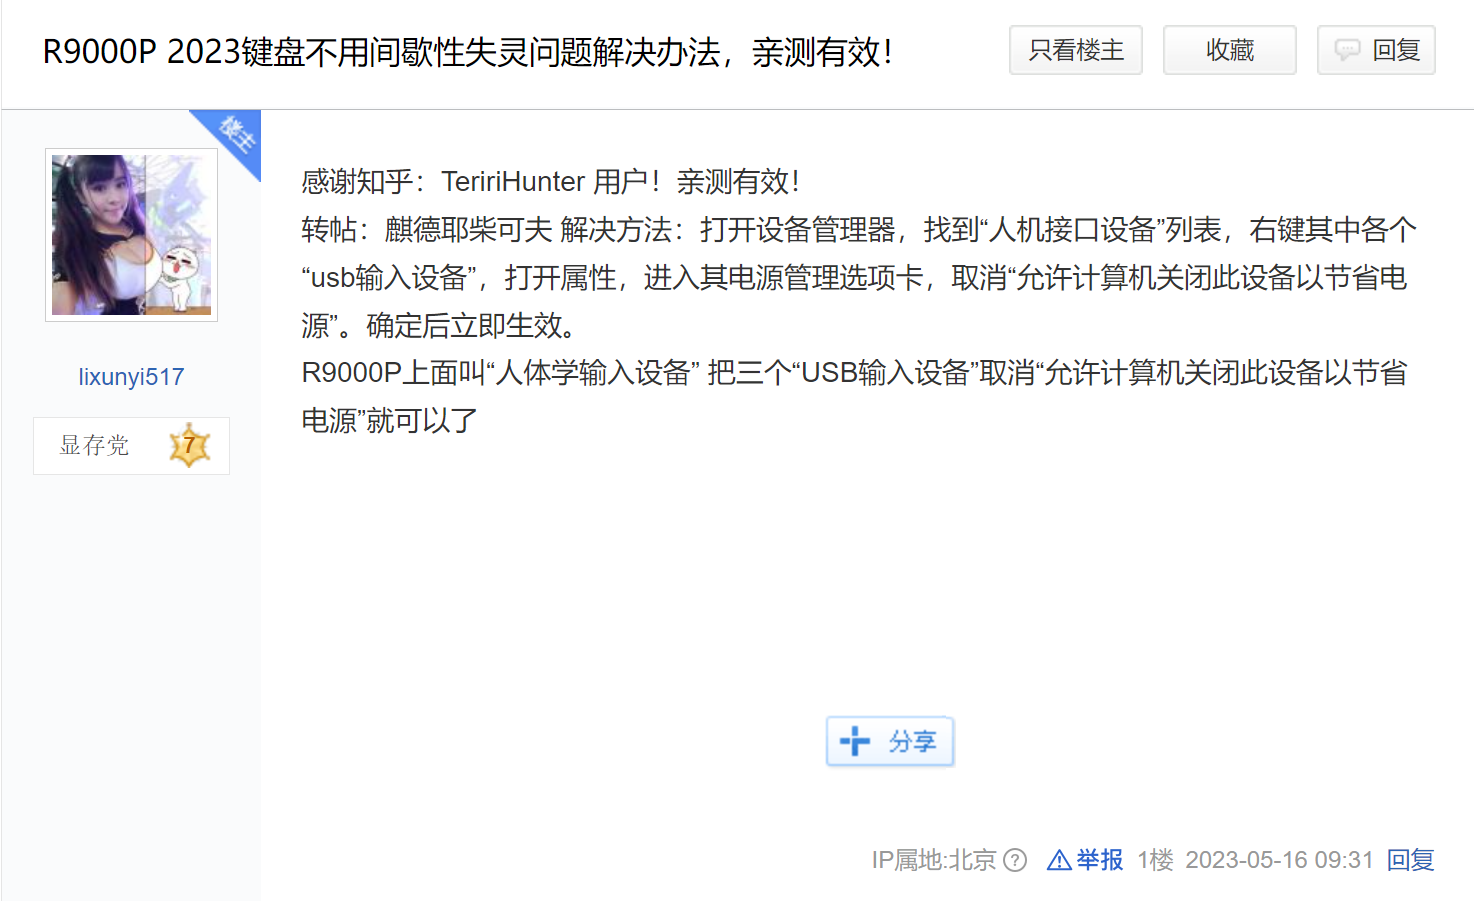 R9000P 2023键盘不用间歇性失灵问题解决办法，亲测有效！
只看楼主
收藏
回复
楼主
感谢知乎：TeririHunter 用户！亲测有效！
转帖：麒德耶柴可夫 解决方法：打开设备管理器，找到“人机接口设备”列表，右键其中各个
“usb输入设备”，打开属性，进入其电源管理选项卡，取消“允许计算机关闭此设备以节省电
源”。确定后立即生效。
R9000P上面叫“人体学输入设备” 把三个“USB输入设备”取消“允许计算机关闭此设备以节省
电源”就可以了
lixunyi517
显存党
7
分享
IP属地:北京 举报 1楼 2023-05-16 09:31 回复